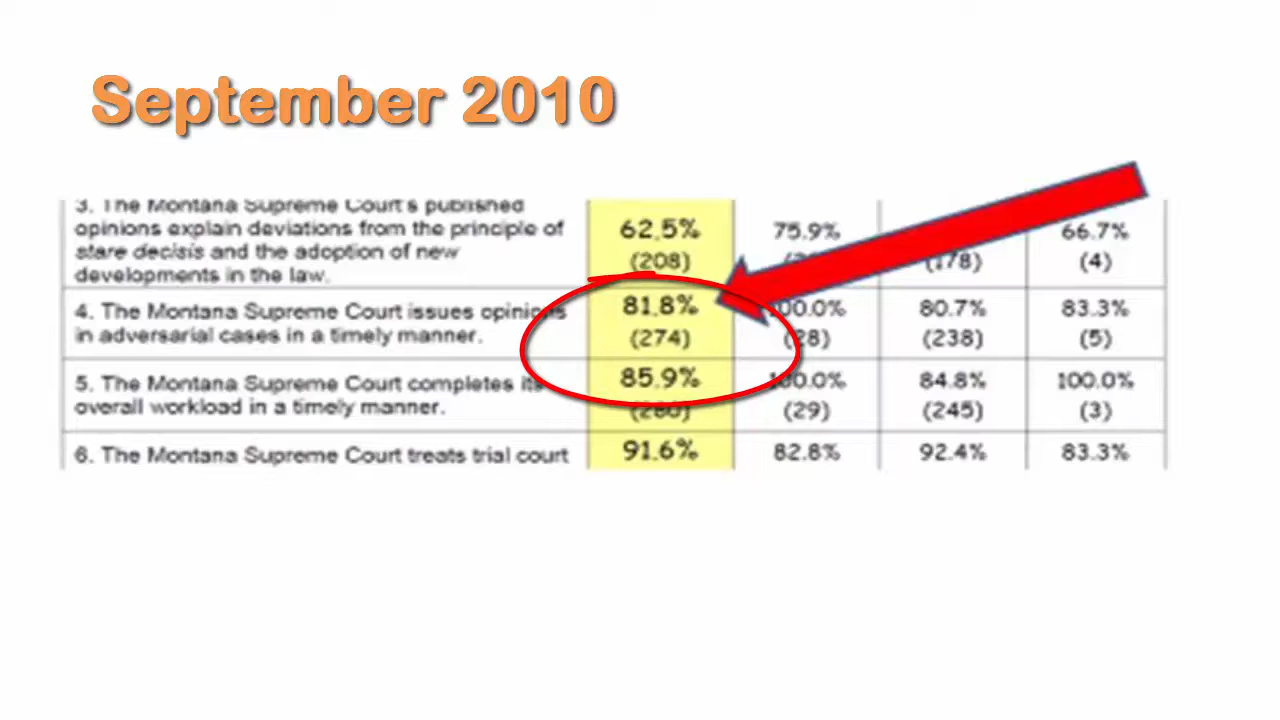 September 2010
3. The Montana Supreme Court's published
opinions explain deviations from the principle of
stare decisis and the adoption of new
developments in the law.
62.5%
(208)
75.9%
66.7%
(178)
(4)
4. The Montana Supreme Court issues opinions
in adversarial cases in a timely manner.
81.8%
(274)
100.0%
(28)
80.7%
(238)
83.3%
(5)
5. The Montana Supreme Court completes its
overall workload in a timely manner.
85.9%
(280)
100.0%
(29)
84.8%
(245)
100.0%
(3)
6. The Montana Supreme Court treats trial court
91.6%
82.8%
92.4%
83.3%